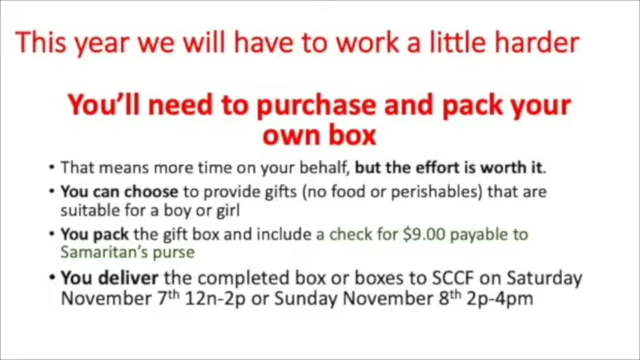 This year we will have to work a little harder
You'll need to purchase and pack your
own box
• That means more time on your behalf, but the effort is worth it.
• You can choose to provide gifts (no food or perishables) that are
suitable for a boy or girl
• You pack the gift box and include a check for $9.00 payable to
Samaritan's purse
• You deliver the completed box or boxes to SCCF on Saturday
November 7th 12n-2p or Sunday November 8th 2p-4pm